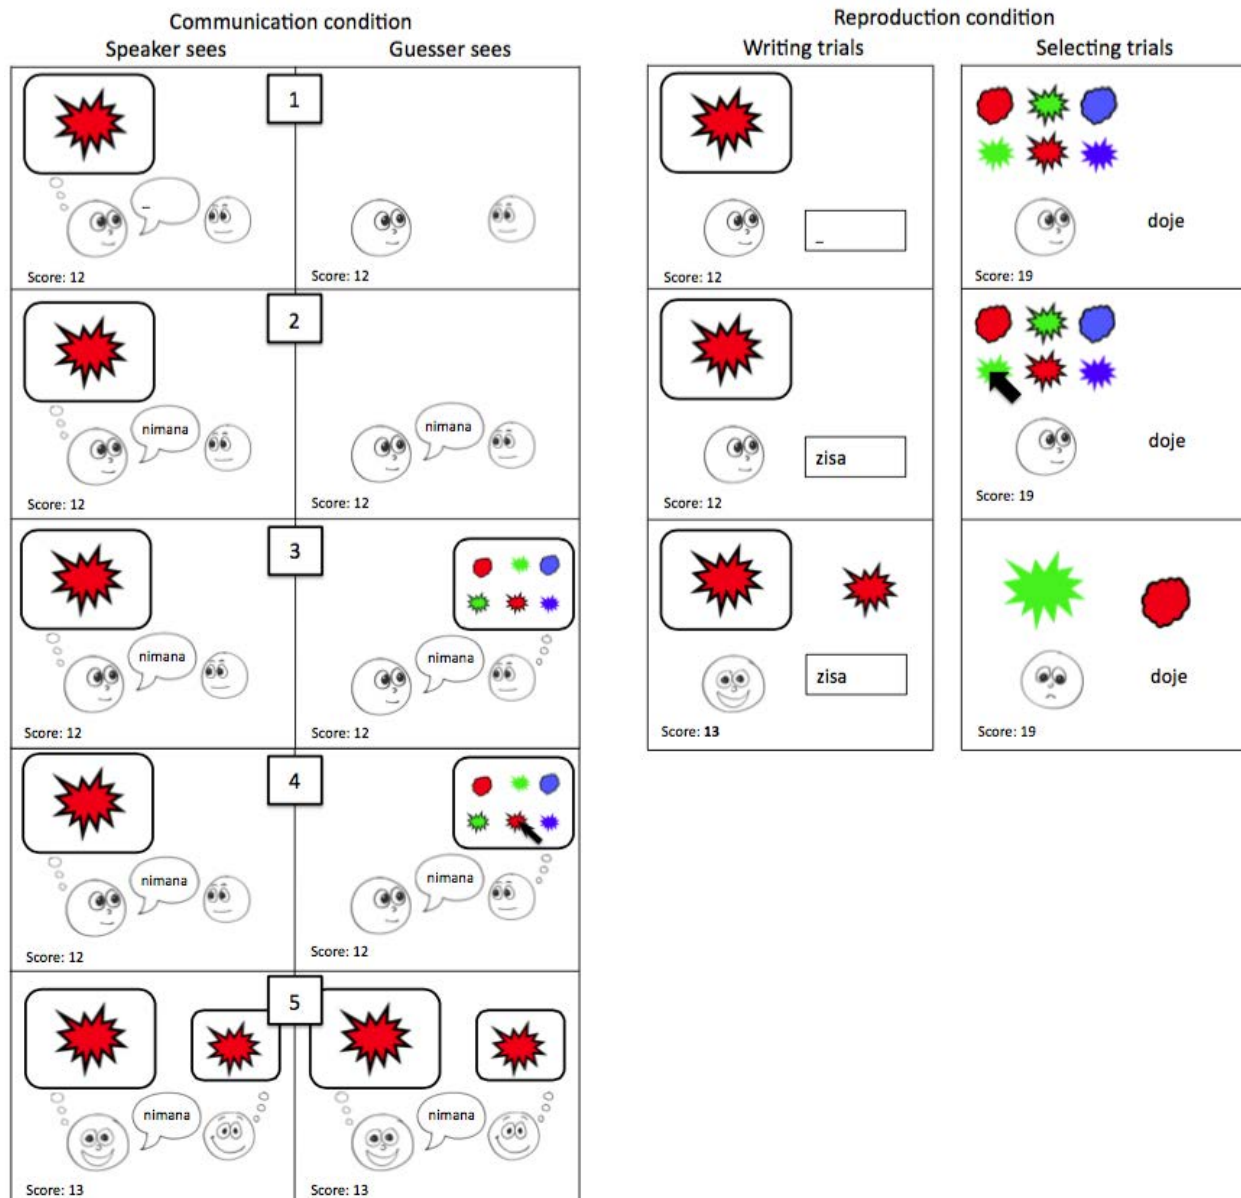 Communication condition
Speaker sees
Guesser sees
1
_
Score: 12
Score: 12
2
nimana
nimana
Score: 12
Score: 12
3
nimana
nimana
Score: 12
Score: 12
4
nimana
nimana
Score: 12
Score: 12
5
nimana
nimana
Score: 13
Score: 13
Reproduction condition
Writing trials
Selecting trials
_
doje
Score: 12
Score: 19
zisa
doje
Score: 12
Score: 19
zisa
doje
Score: 13
Score: 19